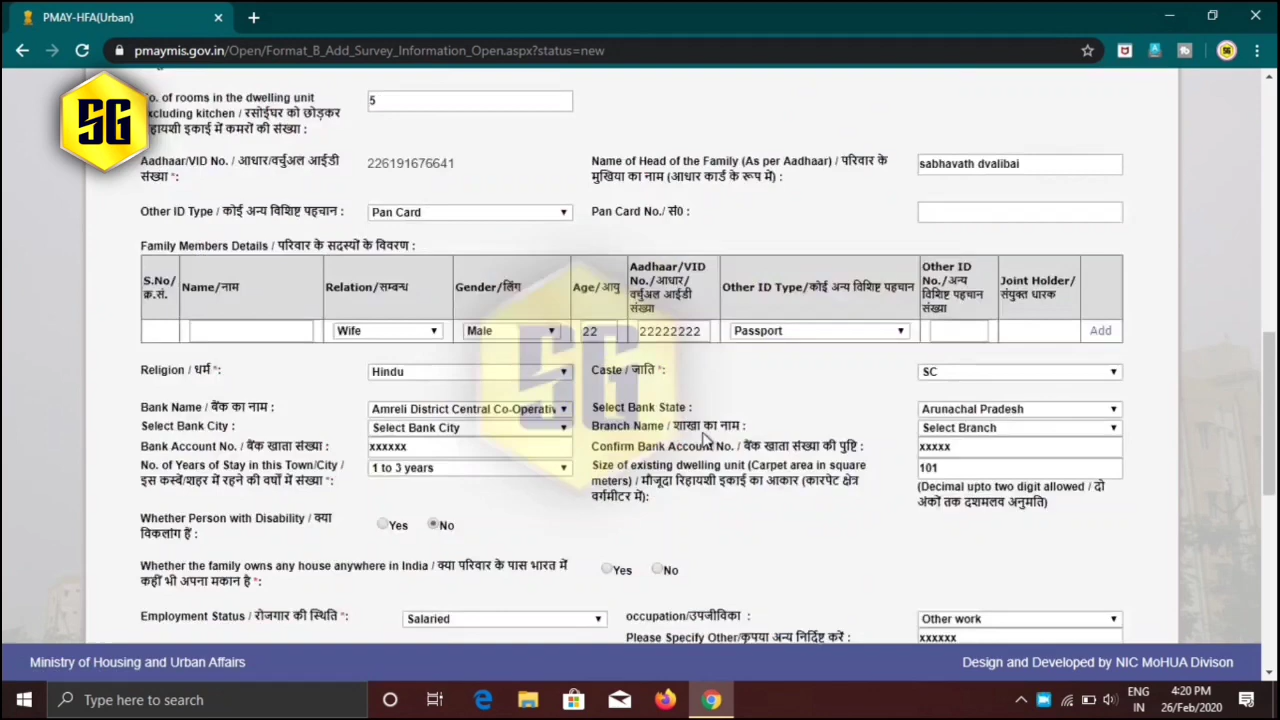 PMAY-HFA(Urban)
pmaymis.gov.in/Open/Format_B_Add_Survey_Information_Open.aspx?status=new
SG
No. of rooms in the dwelling unit
excluding kitchen / रसोईघर को छोड़कर
रिहायशी इकाई में कमरों की संख्या :
5
Aadhaar/VID No. / आधार/वर्चुअल आईडी
संख्या *:
226191676641
Name of Head of the Family (As per Aadhaar) / परिवार के
मुखिया का नाम (आधार कार्ड के रूप में) :
sabhavath dvalibai
Other ID Type / कोई अन्य विशिष्ट पहचान :
Pan Card
Pan Card No./ सं0 :
Family Members Details / परिवार के सदस्यों के विवरण :
S.No/
क्र.सं.
Name/नाम
Relation/सम्बन्ध
Gender/लिंग
Age/आयु
Aadhaar/VID
No./आधार/
वर्चुअल आईडी
संख्या
Other ID Type/कोई अन्य विशिष्ट पहचान
Other ID
No./अन्य
विशिष्ट पहचान
संख्या
Joint Holder/
संयुक्त धारक
Wife
Male
22
22222222
Passport
Add
Religion / धर्म *:
Hindu
Caste / जाति *:
SC
Bank Name / बैंक का नाम :
Amreli District Central Co-Operativ
Select Bank State :
Arunachal Pradesh
Select Bank City :
Select Bank City
Branch Name / शाखा का नाम :
Select Branch
Bank Account No. / बैंक खाता संख्या :
xxxxxx
Confirm Bank Account No. / बैंक खाता संख्या की पुष्टि :
xxxxx
No. of Years of Stay in this Town/City /
इस कस्बें/शहर में रहने की वर्षों में संख्या *:
1 to 3 years
Size of existing dwelling unit (Carpet area in square
meters) / मौजूदा रिहायशी इकाई का आकार (कारपेट क्षेत्र
वर्गमीटर में):
101
(Decimal upto two digit allowed / दो
अंकों तक दशमलव अनुमति)
Whether Person with Disability / क्या
विकलांग हैं :
Yes No
Whether the family owns any house anywhere in India / क्या परिवार के पास भारत में
कहीं भी अपना मकान है *:
Yes No
Employment Status / रोजगार की स्थिति *:
Salaried
occupation/उपजीविका :
Other work
Please Specify Other/कृपया अन्य निर्दिष्ट करें :
xxxxxx
SG
Ministry of Housing and Urban Affairs
Design and Developed by NIC MoHUA Divison
Type here to search
ENG
IN
4:20 PM
26/Feb/2020